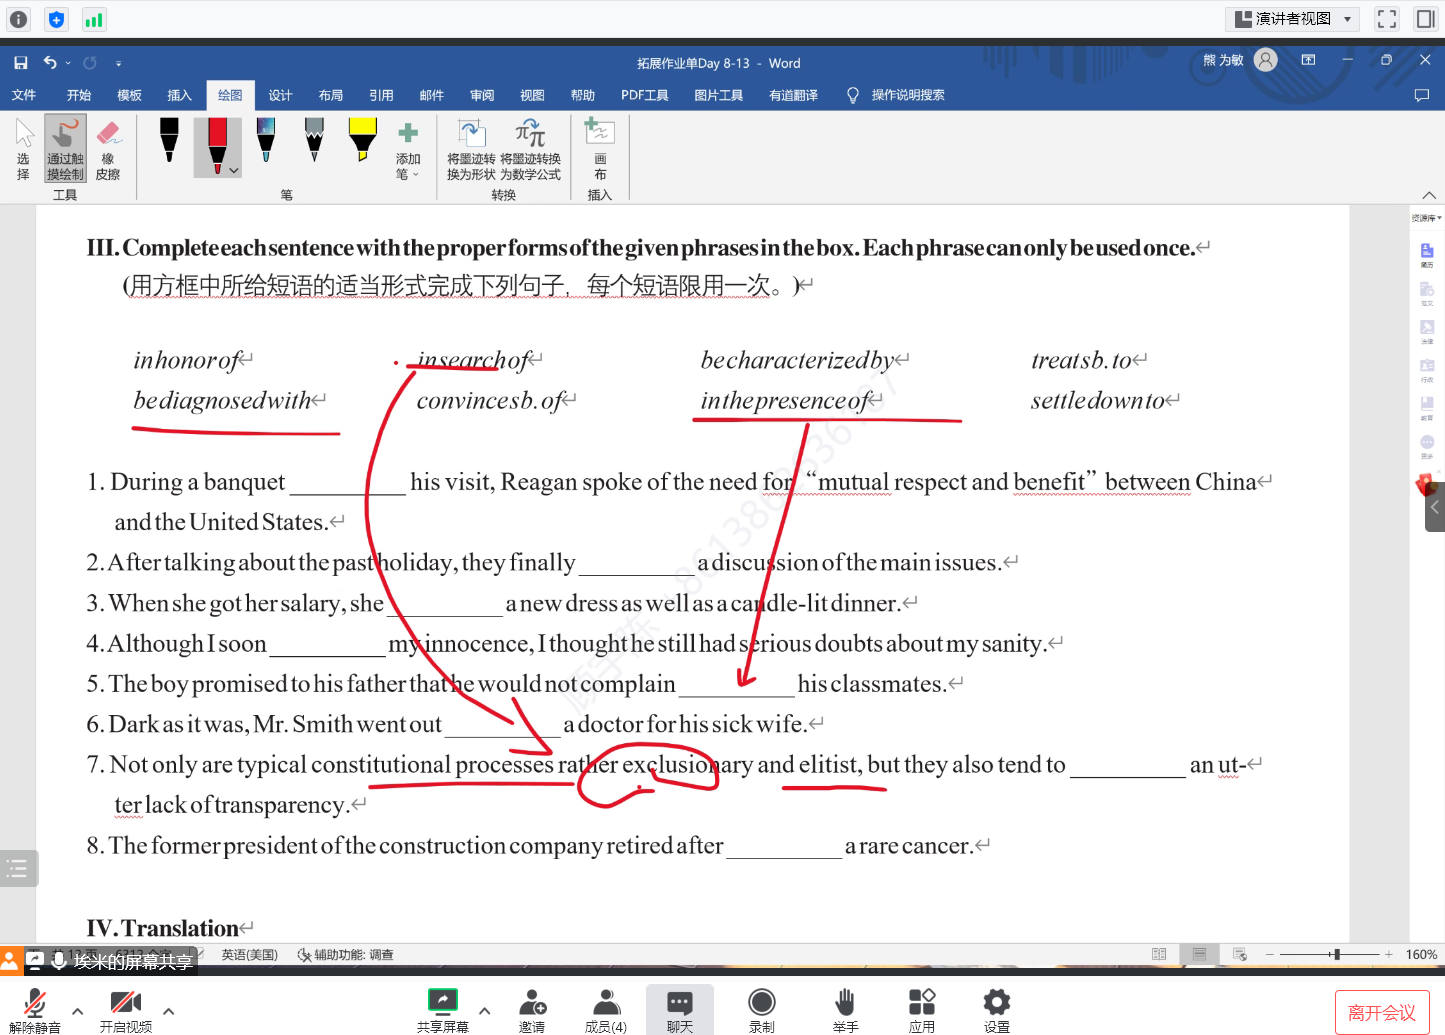 演讲者视图
拓展作业单Day 8-13 - Word
熊 为敏
文件 开始 模板 插入 绘图 设计 布局 引用 邮件 审阅 视图 帮助 PDF工具 图片工具 有道翻译 操作说明搜索
选择
通过触摸绘制
橡皮擦
添加笔
将墨迹转换为形状
将墨迹转换为数学公式
画布
工具 笔 转换 插入
资源库
III. Complete each sentence with the proper forms of the given phrases in the box. Each phrase can only be used once.
(用方框中所给短语的适当形式完成下列句子，每个短语限用一次。)
in honor of in search of be characterized by treat sb. to
be diagnosed with convince sb. of in the presence of settle down to
1. During a banquet __________ his visit, Reagan spoke of the need for “mutual respect and benefit” between China
and the United States.
2. After talking about the past holiday, they finally __________ a discussion of the main issues.
3. When she got her salary, she __________ a new dress as well as a candle-lit dinner.
4. Although I soon __________ my innocence, I thought he still had serious doubts about my sanity.
5. The boy promised to his father that he would not complain __________ his classmates.
6. Dark as it was, Mr. Smith went out __________ a doctor for his sick wife.
7. Not only are typical constitutional processes rather exclusionary and elitist, but they also tend to __________ an ut-
ter lack of transparency.
8. The former president of the construction company retired after __________ a rare cancer.
IV. Translation
英语(美国) 辅助功能: 调查 160%
埃米的屏幕共享
解除静音 开启视频 共享屏幕 邀请 成员(4) 聊天 录制 举手 应用 设置 离开会议